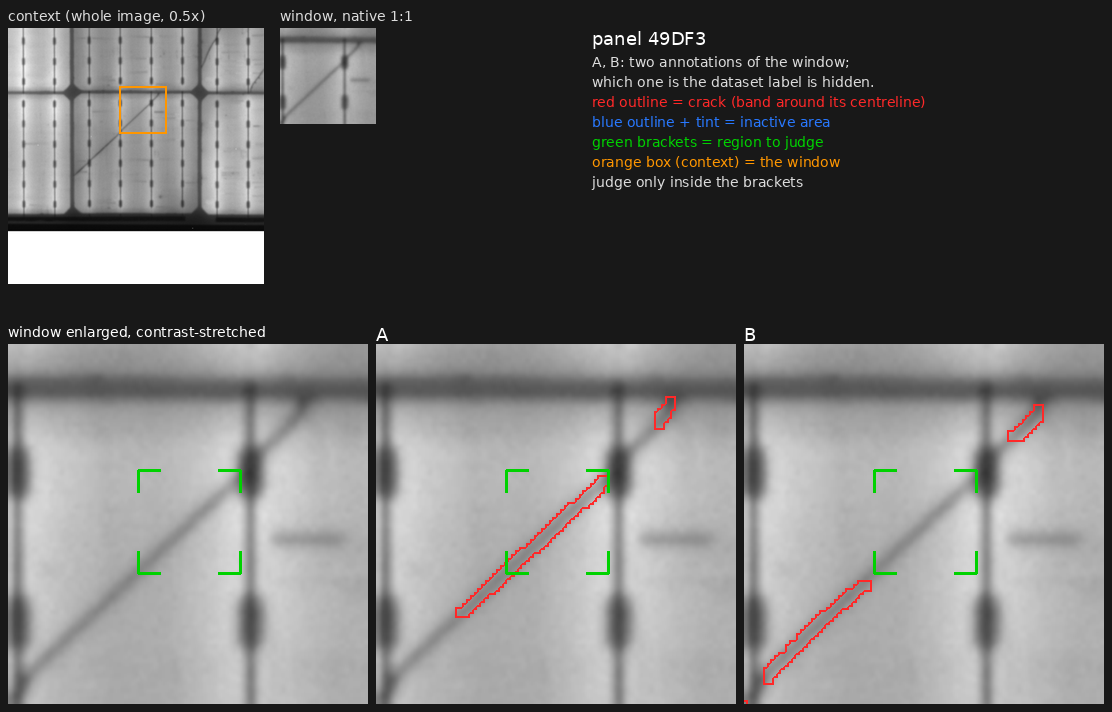 context (whole image, 0.5x)
window, native 1:1
panel 49DF3
A, B: two annotations of the window;
which one is the dataset label is hidden.
red outline = crack (band around its centreline)
blue outline + tint = inactive area
green brackets = region to judge
orange box (context) = the window
judge only inside the brackets
window enlarged, contrast-stretched
A
B